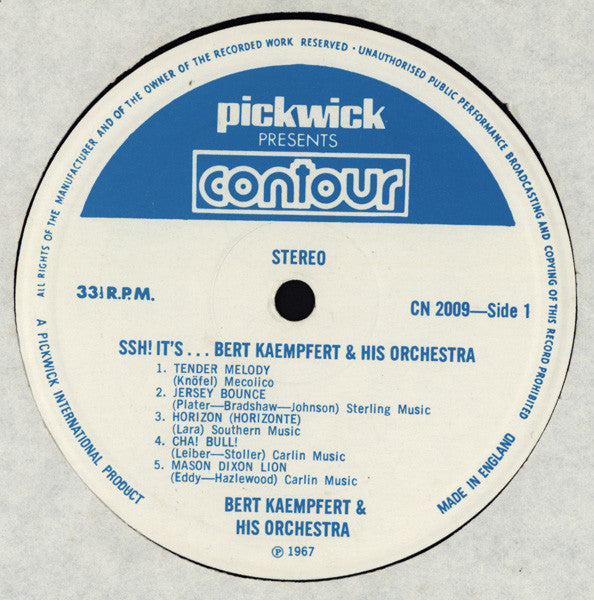 ALL RIGHTS OF THE MANUFACTURER AND OF THE OWNER OF THE RECORDED WORK RESERVED · UNAUTHORISED PUBLIC PERFORMANCE BROADCASTING AND COPYING OF THIS RECORD PROHIBITED
pickwick
PRESENTS
contour
STEREO
33⅓ R.P.M.
CN 2009—Side 1
SSH! IT'S... BERT KAEMPFERT & HIS ORCHESTRA
1. TENDER MELODY
(Knöfel) Mecolico
2. JERSEY BOUNCE
(Plater—Bradshaw—Johnson) Sterling Music
3. HORIZON (HORIZONTE)
(Lara) Southern Music
4. CHA! BULL!
(Leiber—Stoller) Carlin Music
5. MASON DIXON LION
(Eddy—Hazlewood) Carlin Music
BERT KAEMPFERT &
HIS ORCHESTRA
℗ 1967
A PICKWICK INTERNATIONAL PRODUCT
MADE IN ENGLAND